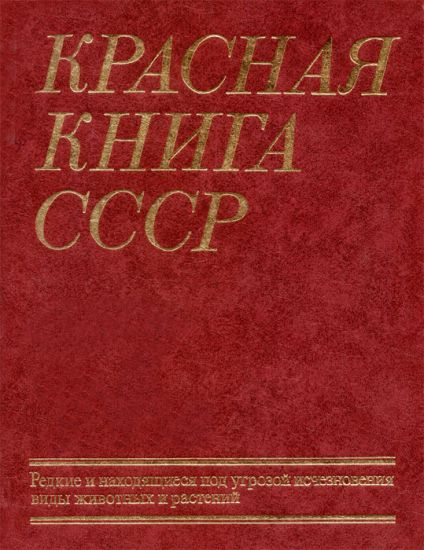 КРАСНАЯ
КНИГА
СССР
Редкие и находящиеся под угрозой исчезновения
виды животных и растений